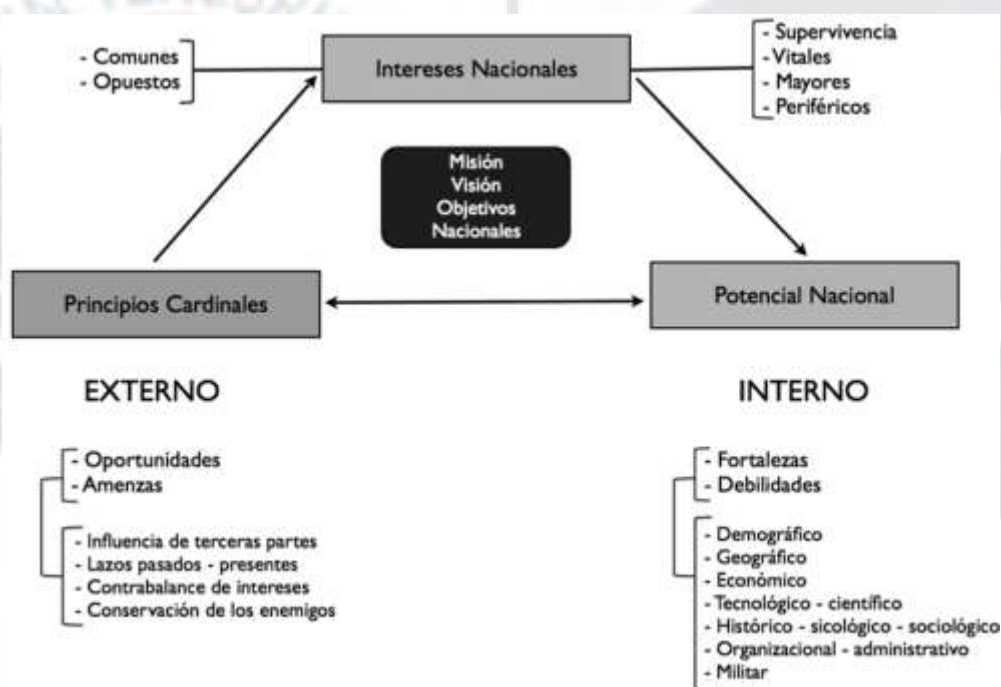 - Comunes
- Opuestos
Intereses Nacionales
- Supervivencia
- Vitales
- Mayores
- Periféricos
Misión
Visión
Objetivos
Nacionales
Principios Cardinales
Potencial Nacional
EXTERNO
- Oportunidades
- Amenzas
- Influencia de terceras partes
- Lazos pasados - presentes
- Contrabalance de intereses
- Conservación de los enemigos
INTERNO
- Fortalezas
- Debilidades
- Demográfico
- Geográfico
- Económico
- Tecnológico - científico
- Histórico - sicológico - sociológico
- Organizacional - administrativo
- Militar